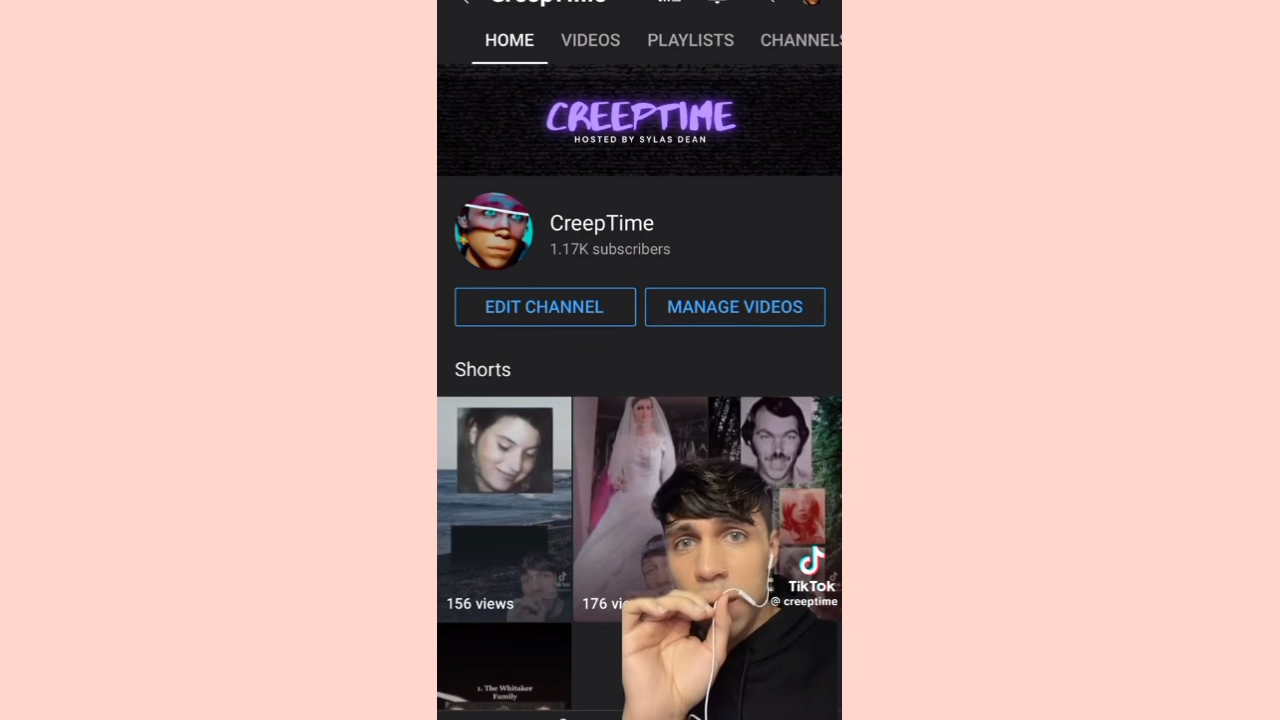 HOME VIDEOS PLAYLISTS CHANNELS
CREEPTIME
HOSTED BY SYLAS DEAN
CreepTime
1.17K subscribers
EDIT CHANNEL MANAGE VIDEOS
Shorts
TikTok
@ creeptime
156 views 176
1. The Whitaker
Family